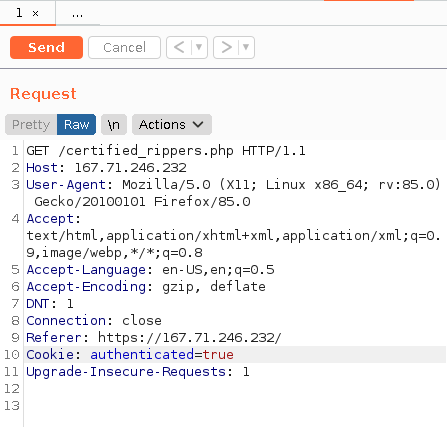 1 × ...
Send Cancel < ▼ > ▼
Request
Pretty Raw \n Actions
1 GET /certified_rippers.php HTTP/1.1
2 Host: 167.71.246.232
3 User-Agent: Mozilla/5.0 (X11; Linux x86_64; rv:85.0)
Gecko/20100101 Firefox/85.0
4 Accept:
text/html,application/xhtml+xml,application/xml;q=0.
9,image/webp,*/*;q=0.8
5 Accept-Language: en-US,en;q=0.5
6 Accept-Encoding: gzip, deflate
7 DNT: 1
8 Connection: close
9 Referer: https://167.71.246.232/
10 Cookie: authenticated=true
11 Upgrade-Insecure-Requests: 1
12
13